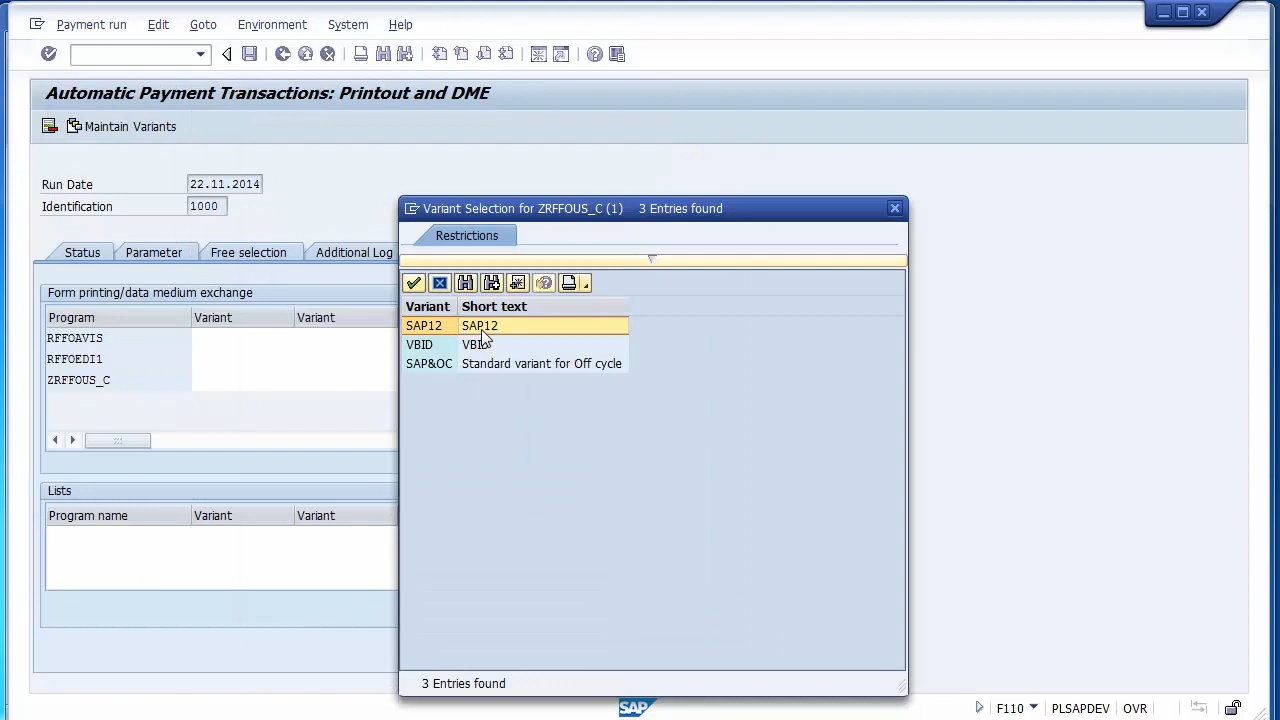 Payment run Edit Goto Environment System Help
Automatic Payment Transactions: Printout and DME
Maintain Variants
Run Date 22.11.2014
Identification 1000
Status Parameter Free selection Additional Log
Form printing/data medium exchange
Program Variant Variant
RFFOAVIS
RFFOEDI1
ZRFFOUS_C
Lists
Program name Variant Variant
Variant Selection for ZRFFOUS_C (1) 3 Entries found
Restrictions
Variant Short text
SAP12 SAP12
VBID VBID
SAP&OC Standard variant for Off cycle
3 Entries found
SAP
F110 PLSAPDEV OVR